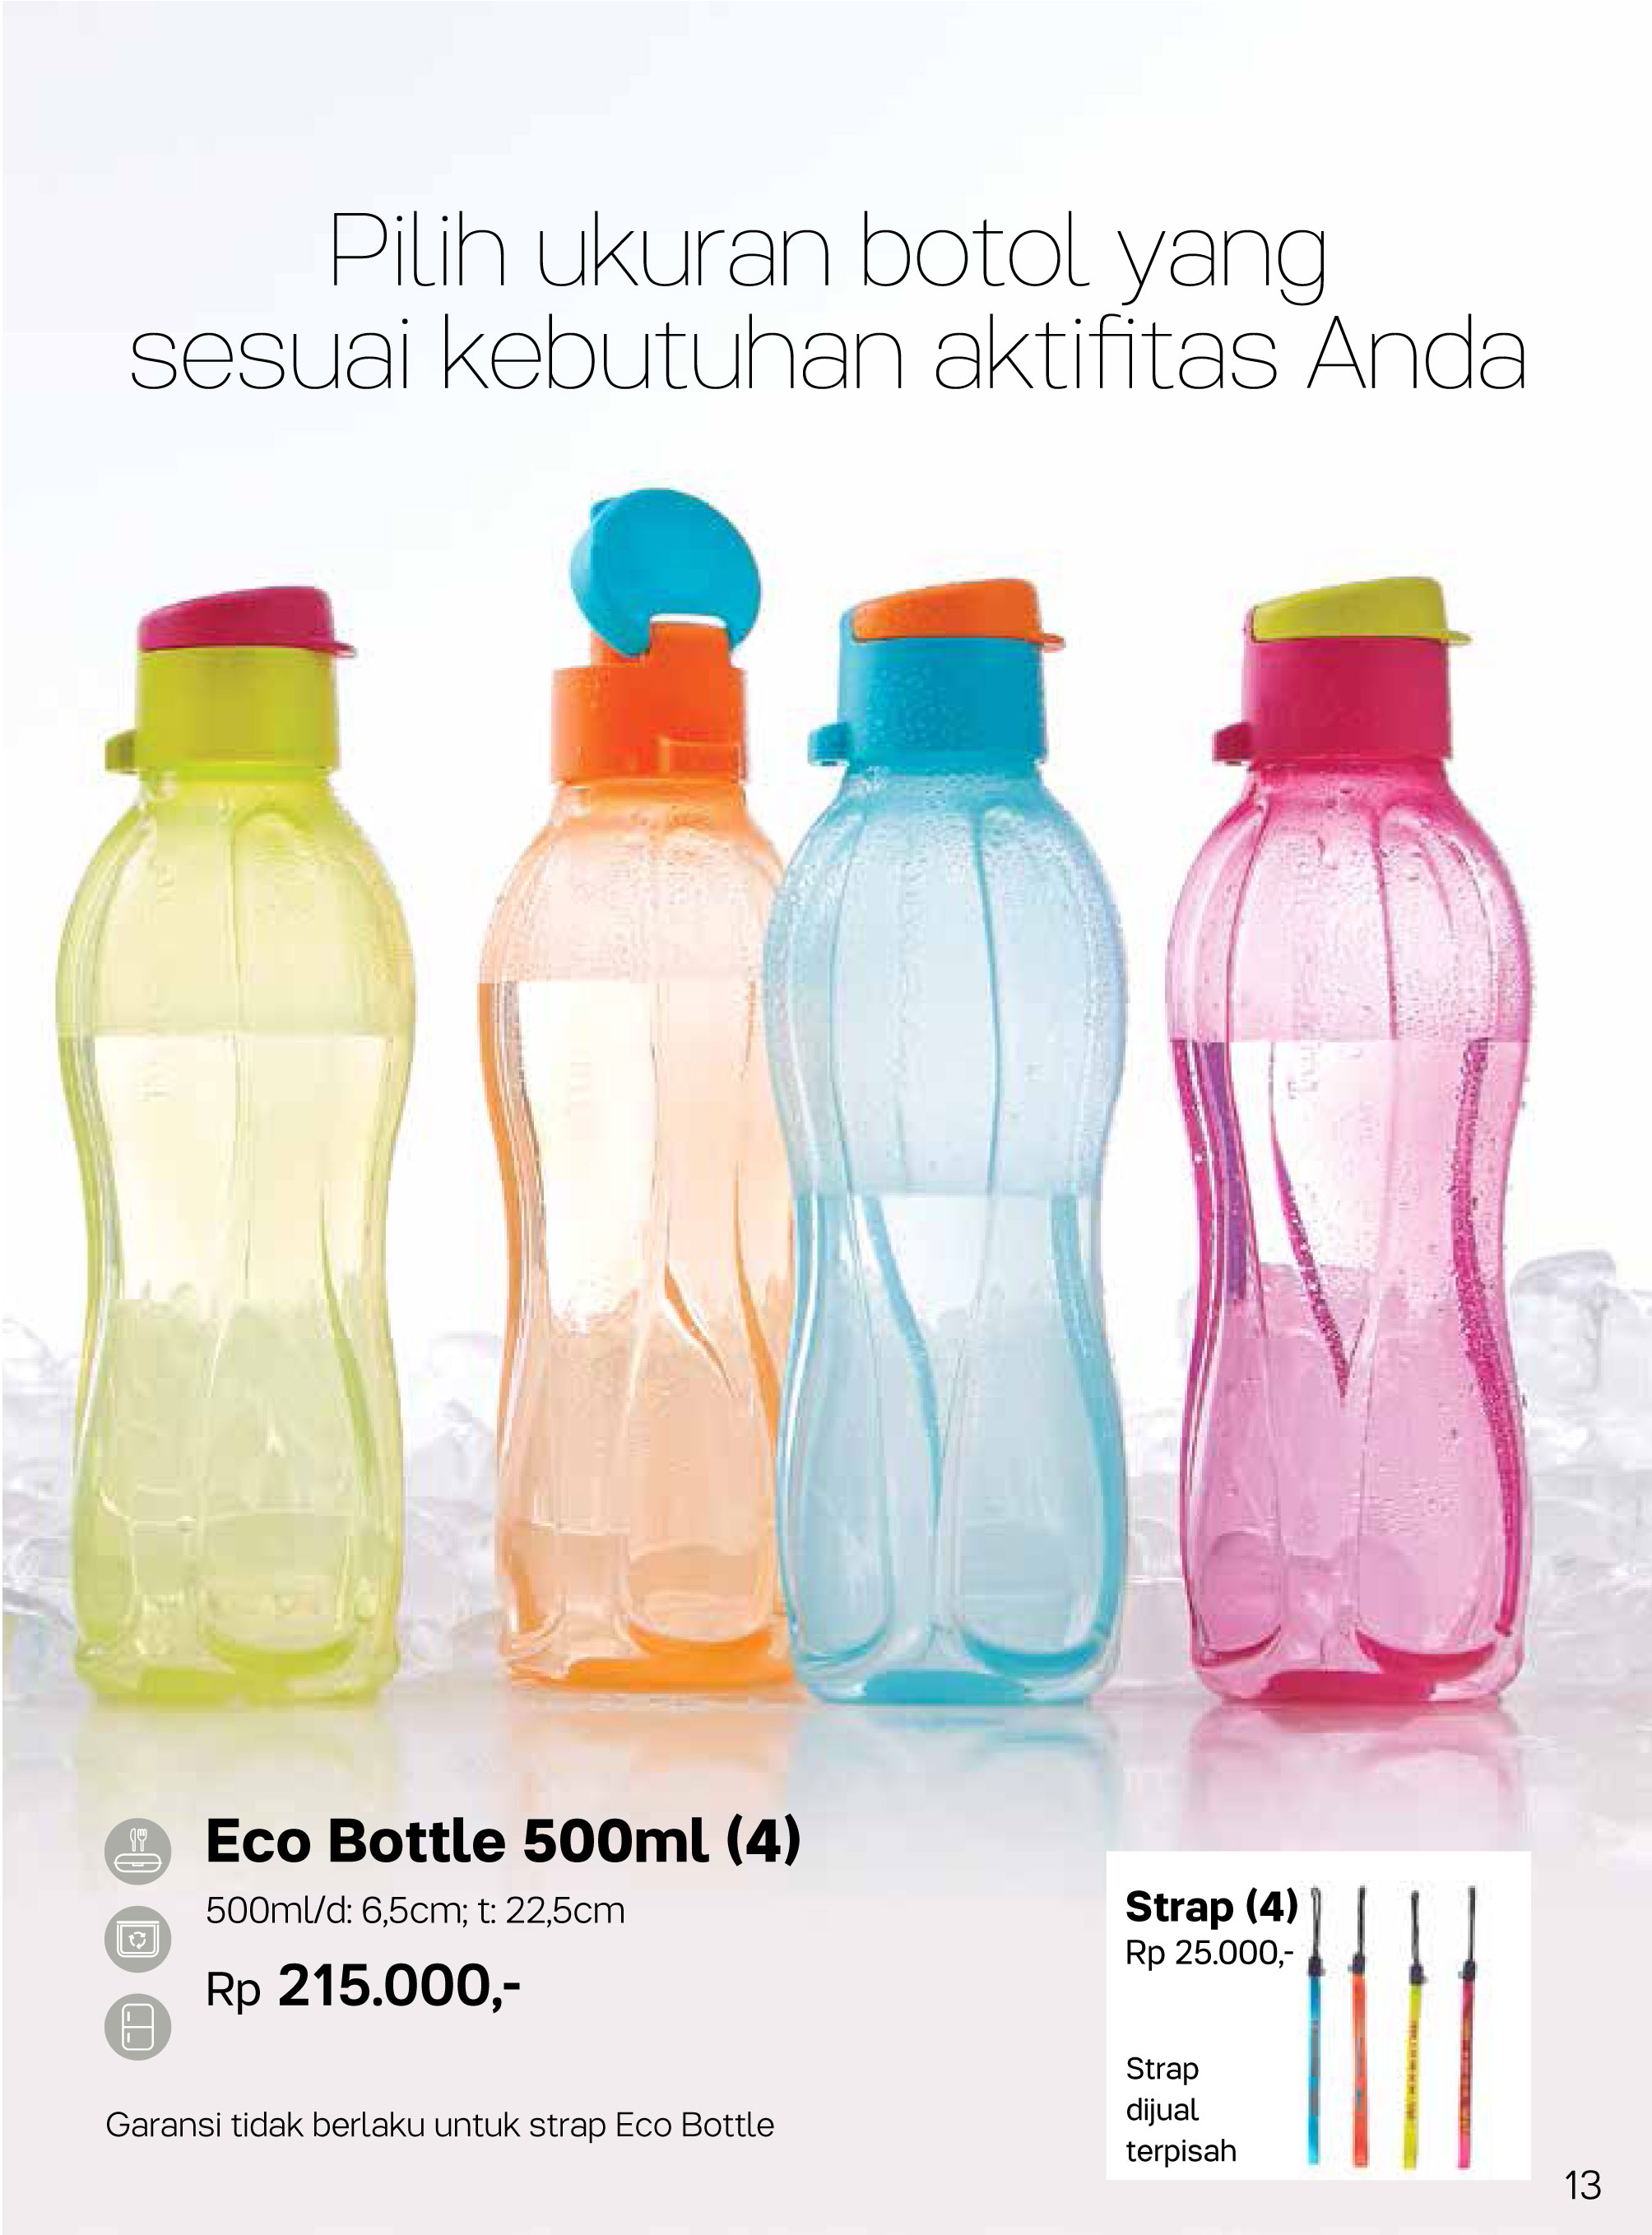 Pilih ukuran botol yang
sesuai kebutuhan aktifitas Anda
Eco Bottle 500ml (4)
500ml/d: 6,5cm; t: 22,5cm
Rp 215.000,-
Garansi tidak berlaku untuk strap Eco Bottle
Strap (4)
Rp 25.000,-
Strap
dijual
terpisah
13